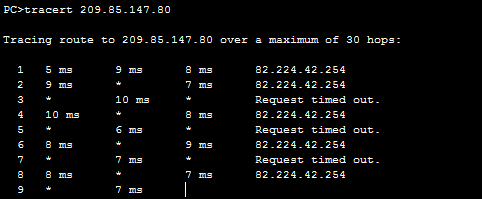 PC>tracert 209.85.147.80
Tracing route to 209.85.147.80 over a maximum of 30 hops:
1 5 ms 9 ms 8 ms 82.224.42.254
2 9 ms * 7 ms 82.224.42.254
3 * 10 ms * Request timed out.
4 10 ms * 8 ms 82.224.42.254
5 * 6 ms * Request timed out.
6 8 ms * 9 ms 82.224.42.254
7 * 7 ms * Request timed out.
8 8 ms * 7 ms 82.224.42.254
9 * 7 ms